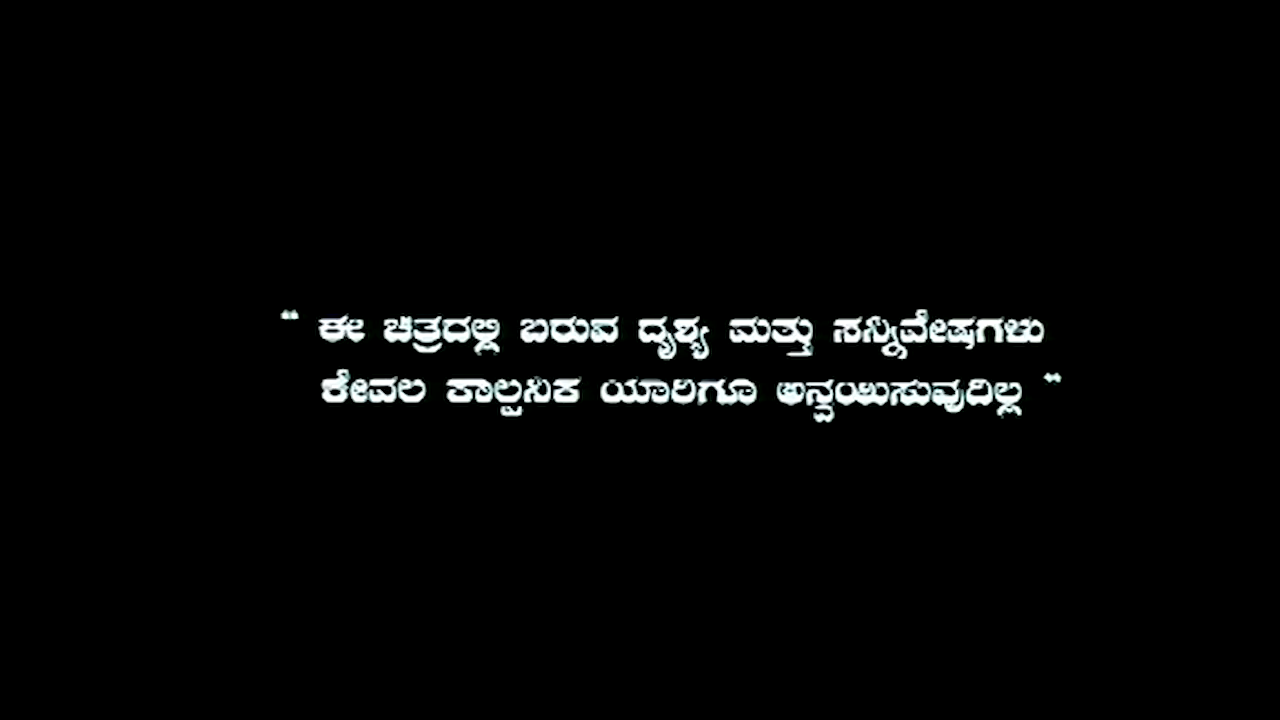 “ ಈ ಚಿತ್ರದಲ್ಲಿ ಬರುವ ದೃಶ್ಯ ಮತ್ತು ಸನ್ನಿವೇಷಗಳು
ಕೇವಲ ಕಾಲ್ಪನಿಕ ಯಾರಿಗೂ ಅನ್ವಯಿಸುವುದಿಲ್ಲ ”